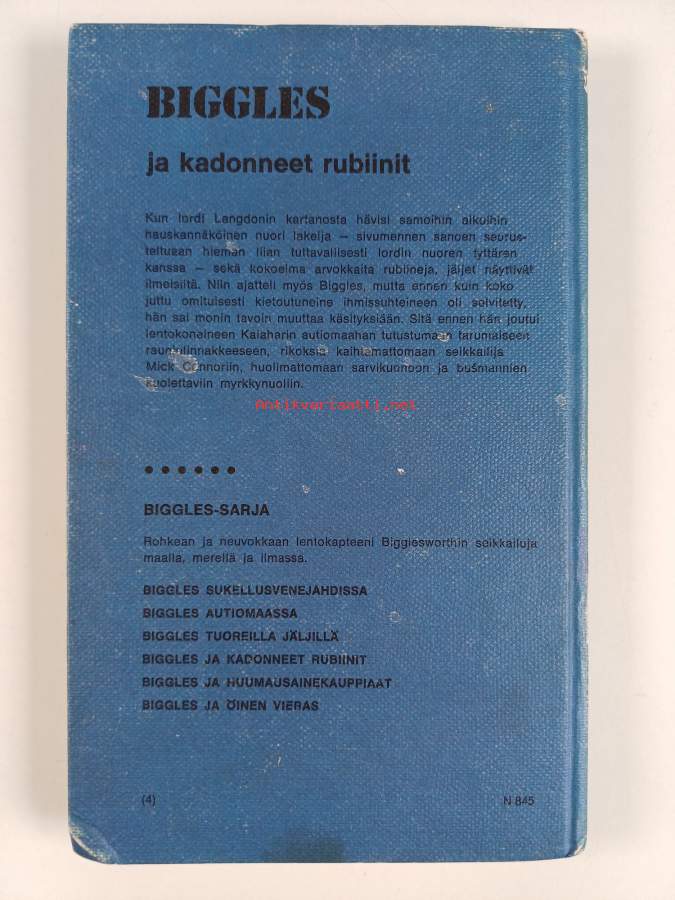 BIGGLES
ja kadonneet rubiinit
Kun lordi Langdonin kartanosta hävisi samoihin aikoihin
hauskannäköinen nuori lakeija — sivumennen sanoen seurus-
teltuaan hieman liian tuttavallisesti lordin nuoren tyttären
kanssa — sekä kokoelma arvokkaita rubiineja, jäljet näyttivät
ilmeisiltä. Niin ajatteli myös Biggles, mutta ennen kuin koko
juttu omituisesti kietoutuneine ihmissuhteineen oli selvitetty,
hän sai monin tavoin muuttaa käsityksiään. Sitä ennen hän joutui
lentokoneineen Kalaharin autiomaahan tutustumaan tarumaiseen
rauniolinnakkeeseen, rikoksia kaihtamattomaan seikkailija
Mick Connoriin, huolimattomaan sarvikuonoon ja bušmannien
kuolettaviin myrkkynuoliin.
Antikvariaatti.net
••••••
BIGGLES-SARJA
Rohkean ja neuvokkaan lentokapteeni Bigglesworthin seikkailuja
maalla, merellä ja ilmassa.
BIGGLES SUKELLUSVENEJAHDISSA
BIGGLES AUTIOMAASSA
BIGGLES TUOREILLA JÄLJILLÄ
BIGGLES JA KADONNEET RUBIINIT
BIGGLES JA HUUMAUSAINEKAUPPIAAT
BIGGLES JA ÖINEN VIERAS
(4) N 845